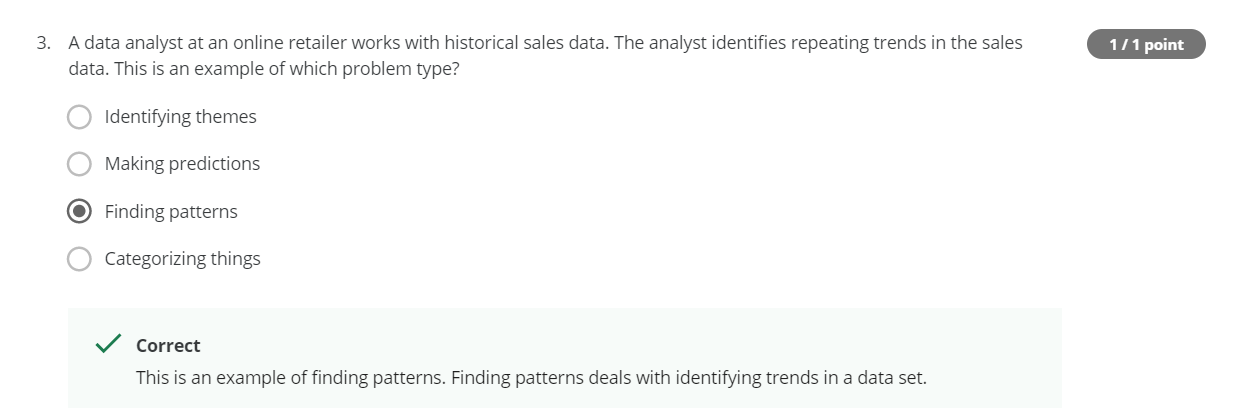 3. A data analyst at an online retailer works with historical sales data. The analyst identifies repeating trends in the sales
data. This is an example of which problem type?
1 / 1 point
Identifying themes
Making predictions
Finding patterns
Categorizing things
Correct
This is an example of finding patterns. Finding patterns deals with identifying trends in a data set.